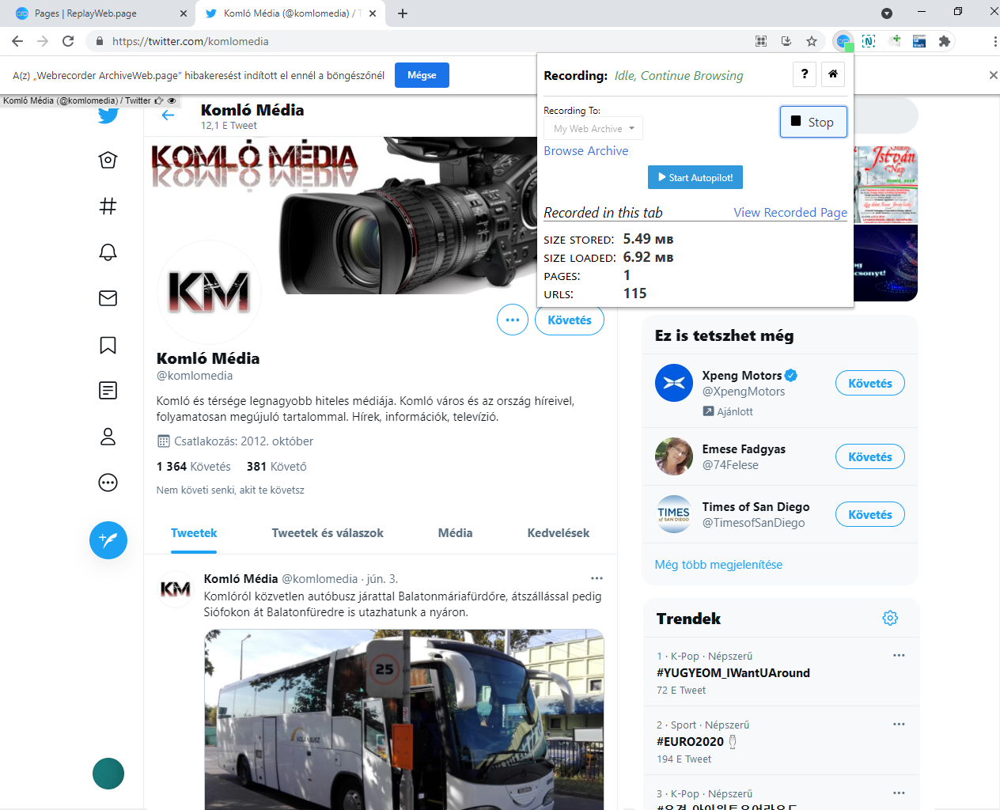 Pages | ReplayWeb.page
Komló Média (@komlomedia) / T
https://twitter.com/komlomedia
A(z) „Webrecorder ArchiveWeb.page” hibakeresést indított el ennél a böngészőnél
Mégse
Komló Média (@komlomedia) / Twitter
Komló Média
12,1 E Tweet
KOMLÓ MÉDIA
KM
Követés
Komló Média
@komlomedia
Komló és térsége legnagyobb hiteles médiája. Komló város és az ország híreivel,
folyamatosan megújuló tartalommal. Hírek, információk, televízió.
Csatlakozás: 2012. október
1 364 Követés 381 Követő
Nem követi senki, akit te követsz
Tweetek
Tweetek és válaszok
Média
Kedvelések
KM
Komló Média @komlomedia · jún. 3.
Komlóról közvetlen autóbusz járattal Balatonmáriafürdőre, átszállással pedig
Siófokon át Balatonfüredre is utazhatunk a nyáron.
25
VOLÁNBUSZ
Recording: Idle, Continue Browsing
?
Recording To:
My Web Archive
Stop
Browse Archive
Start Autopilot!
Recorded in this tab
View Recorded Page
SIZE STORED: 5.49 MB
SIZE LOADED: 6.92 MB
PAGES: 1
URLS: 115
István
Nap
Ez is tetszhet még
Xpeng Motors
@XpengMotors
Ajánlott
Követés
Emese Fadgyas
@74Felese
Követés
TIMES
of SAN DIEGO
Times of San Diego
@TimesofSanDiego
Követés
Még több megjelenítése
Trendek
1 · K-Pop · Népszerű
#YUGYEOM_IWantUAround
72 E Tweet
2 · Sport · Népszerű
#EURO2020
194 E Tweet
3 · K-Pop · Népszerű